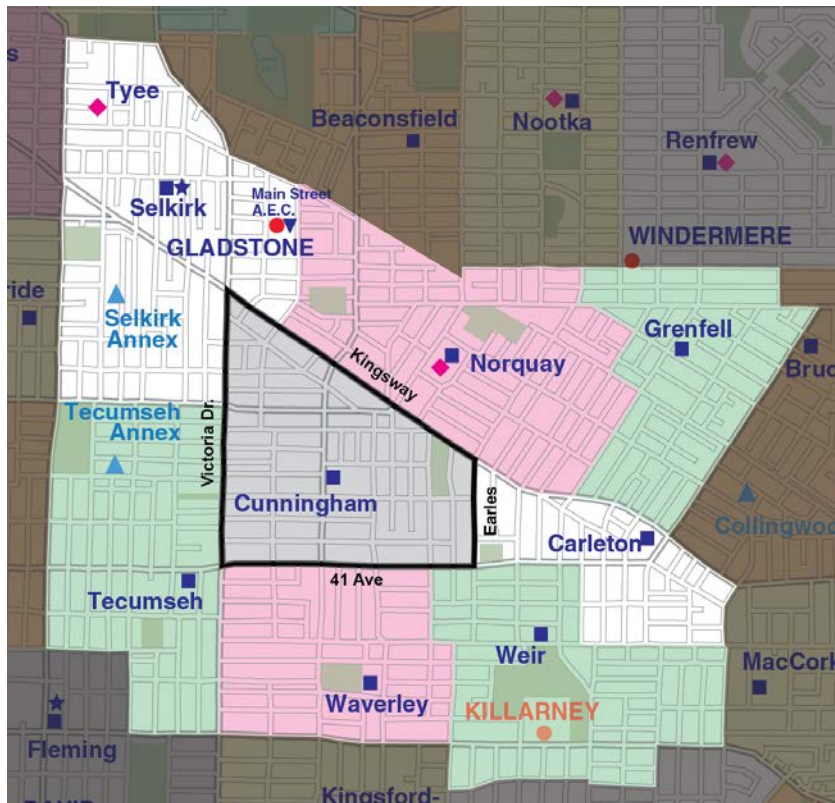 s
Tyee
Beaconsfield
Nootka
Renfrew
Selkirk
Main Street
A.E.C.
GLADSTONE
WINDERMERE
ride
Selkirk
Annex
Grenfell
Norquay
Kingsway
Bruc
Tecumseh
Annex
Victoria Dr.
Cunningham
Earles
Collingwoo
Carleton
41 Ave
Tecumseh
Weir
MacCork
Waverley
KILLARNEY
Fleming
Kingsford-